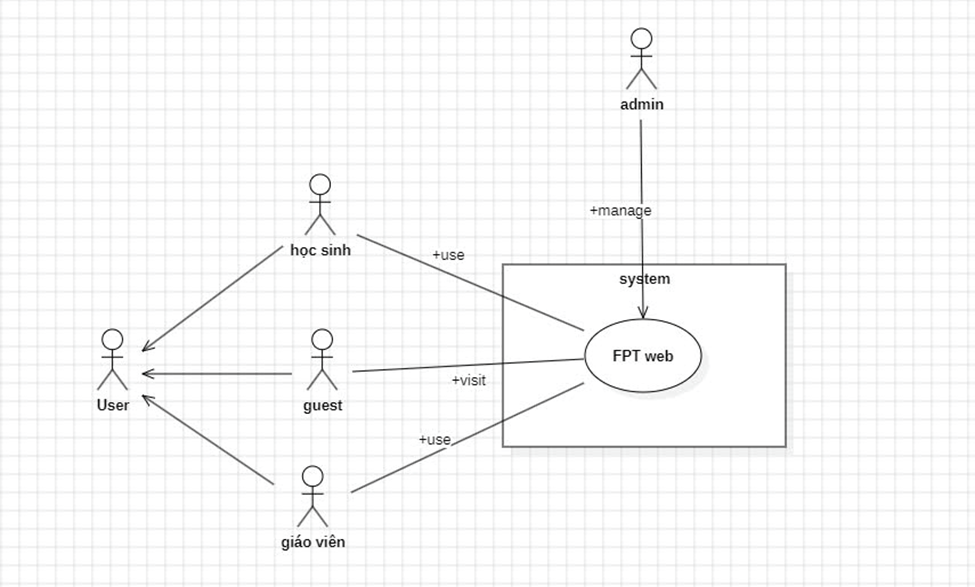 admin
+manage
học sinh
+use
system
FPT web
User
guest
+visit
+use
giáo viên